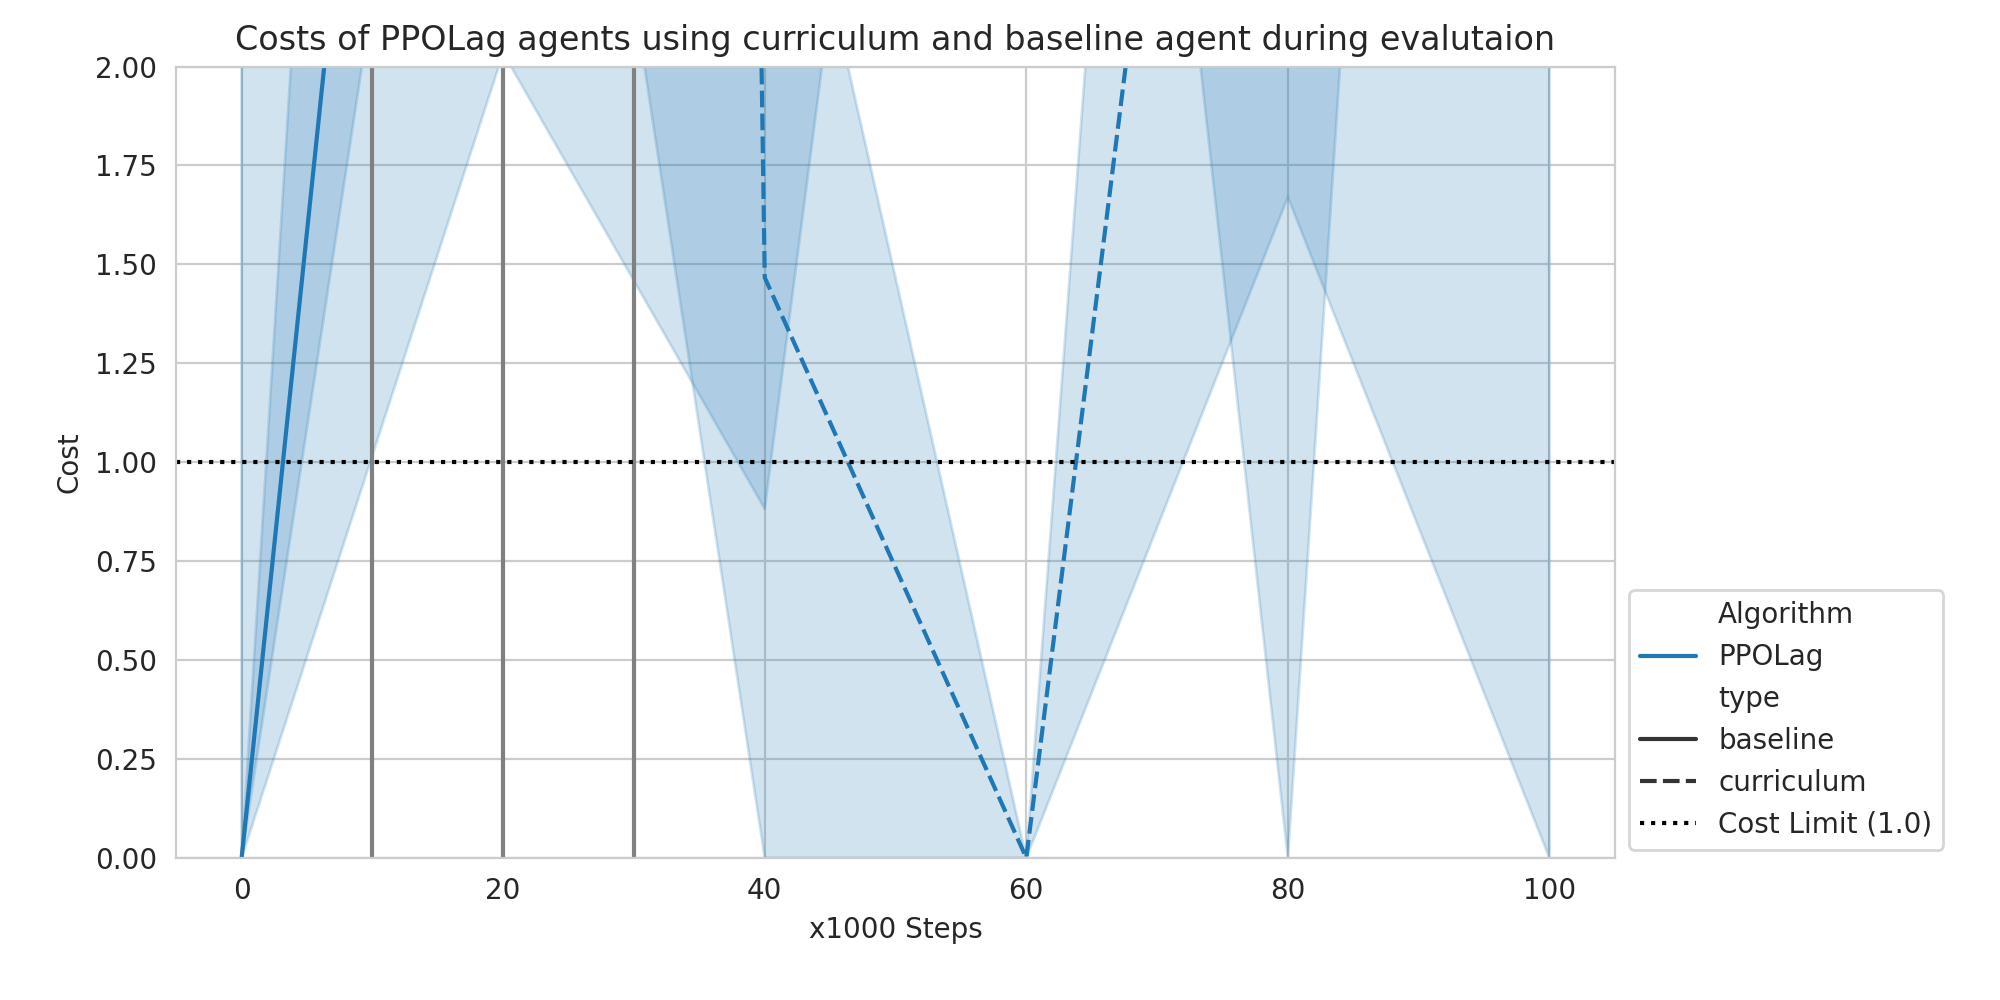 Costs of PPOLag agents using curriculum and baseline agent during evalutaion
2.00
1.75
1.50
1.25
1.00
0.75
0.50
0.25
0.00
Cost
0 20 40 60 80 100
x1000 Steps
Algorithm
PPOLag
type
baseline
curriculum
Cost Limit (1.0)